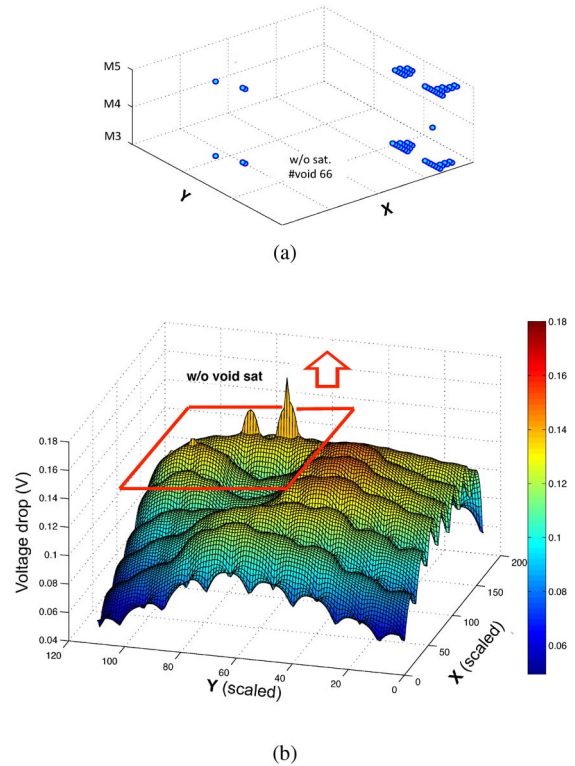 M5
M4
M3
w/o sat.
#void 66
Y
X
(a)
w/o void sat
0.18
0.16
0.14
0.12
0.1
0.08
0.06
0.04
Voltage drop (V)
120
100
80
60
40
20
0
Y (scaled)
0
50
100
150
200
X (scaled)
0.18
0.16
0.14
0.12
0.10
0.08
0.06
(b)